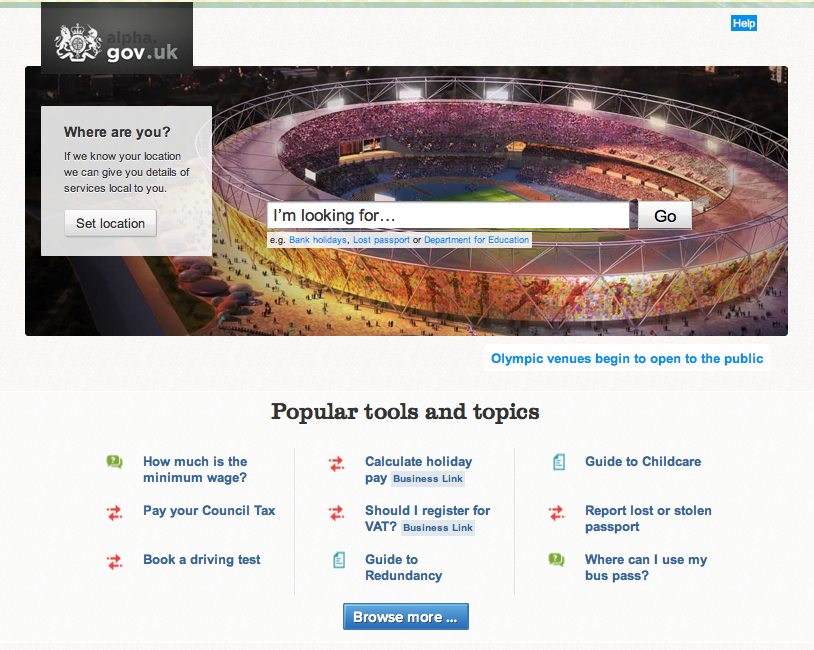 alpha.
gov.uk
Help
Where are you?
If we know your location
we can give you details of
services local to you.
Set location
I'm looking for…
Go
e.g. Bank holidays, Lost passport or Department for Education
Olympic venues begin to open to the public
Popular tools and topics
How much is the
minimum wage?
Pay your Council Tax
Book a driving test
Calculate holiday
pay Business Link
Should I register for
VAT? Business Link
Guide to
Redundancy
Guide to Childcare
Report lost or stolen
passport
Where can I use my
bus pass?
Browse more ...